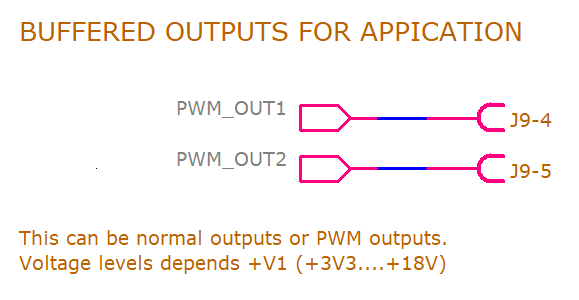 BUFFERED OUTPUTS FOR APPICATION
PWM_OUT1
J9-4
PWM_OUT2
J9-5
This can be normal outputs or PWM outputs.
Voltage levels depends +V1 (+3V3....+18V)